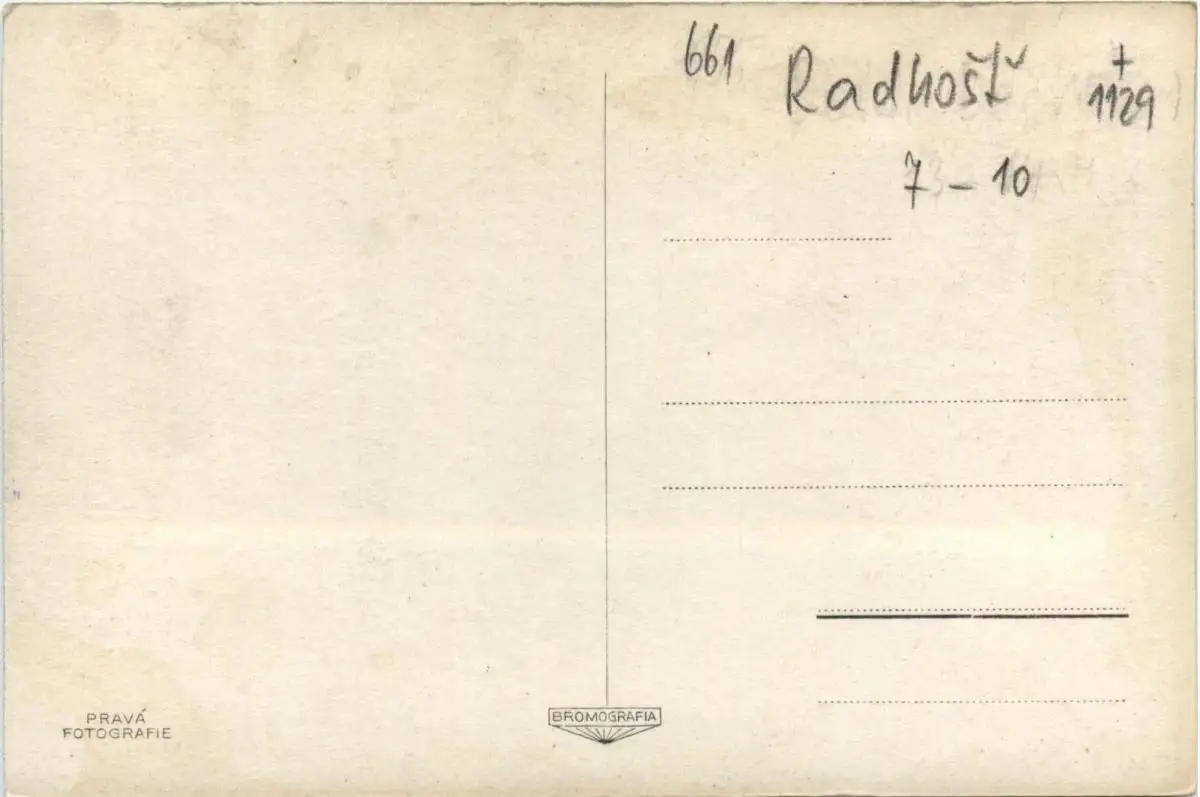 661 Radhošť +
1129
7 – 10
PRAVÁ
FOTOGRAFIE
BROMOGRAFIA